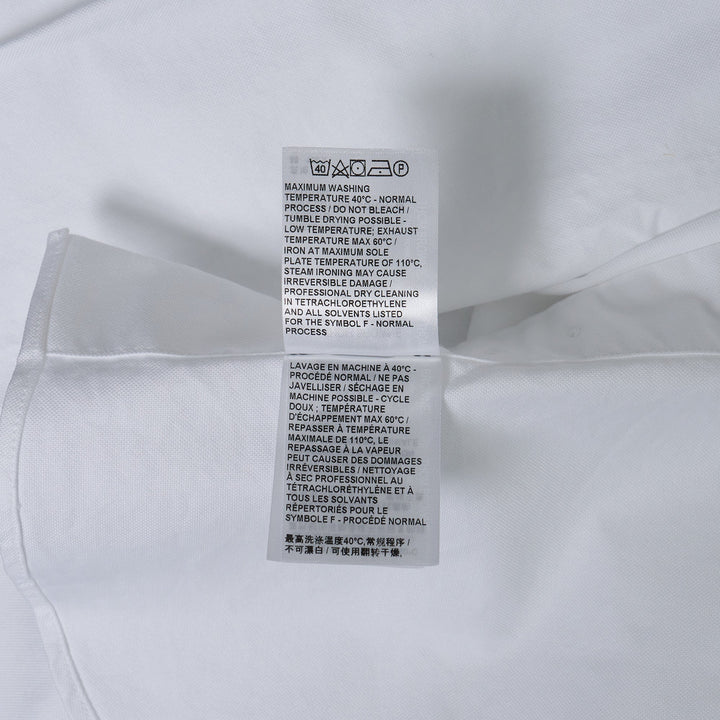 40 P
MAXIMUM WASHING
TEMPERATURE 40°C - NORMAL
PROCESS / DO NOT BLEACH /
TUMBLE DRYING POSSIBLE -
LOW TEMPERATURE; EXHAUST
TEMPERATURE MAX 60°C /
IRON AT MAXIMUM SOLE
PLATE TEMPERATURE OF 110°C,
STEAM IRONING MAY CAUSE
IRREVERSIBLE DAMAGE /
PROFESSIONAL DRY CLEANING
IN TETRACHLOROETHYLENE
AND ALL SOLVENTS LISTED
FOR THE SYMBOL F - NORMAL
PROCESS
LAVAGE EN MACHINE À 40°C -
PROCÉDÉ NORMAL / NE PAS
JAVELLISER / SÉCHAGE EN
MACHINE POSSIBLE - CYCLE
DOUX ; TEMPÉRATURE
D'ÉCHAPPEMENT MAX 60°C /
REPASSER À TEMPÉRATURE
MAXIMALE DE 110°C, LE
REPASSAGE À LA VAPEUR
PEUT CAUSER DES DOMMAGES
IRRÉVERSIBLES / NETTOYAGE
À SEC PROFESSIONNEL AU
TÉTRACHLORÉTHYLÈNE ET À
TOUS LES SOLVANTS
RÉPERTORIÉS POUR LE
SYMBOLE F - PROCÉDÉ NORMAL
最高洗涤温度40°C,常规程序 /
不可漂白 / 可使用翻转干燥,